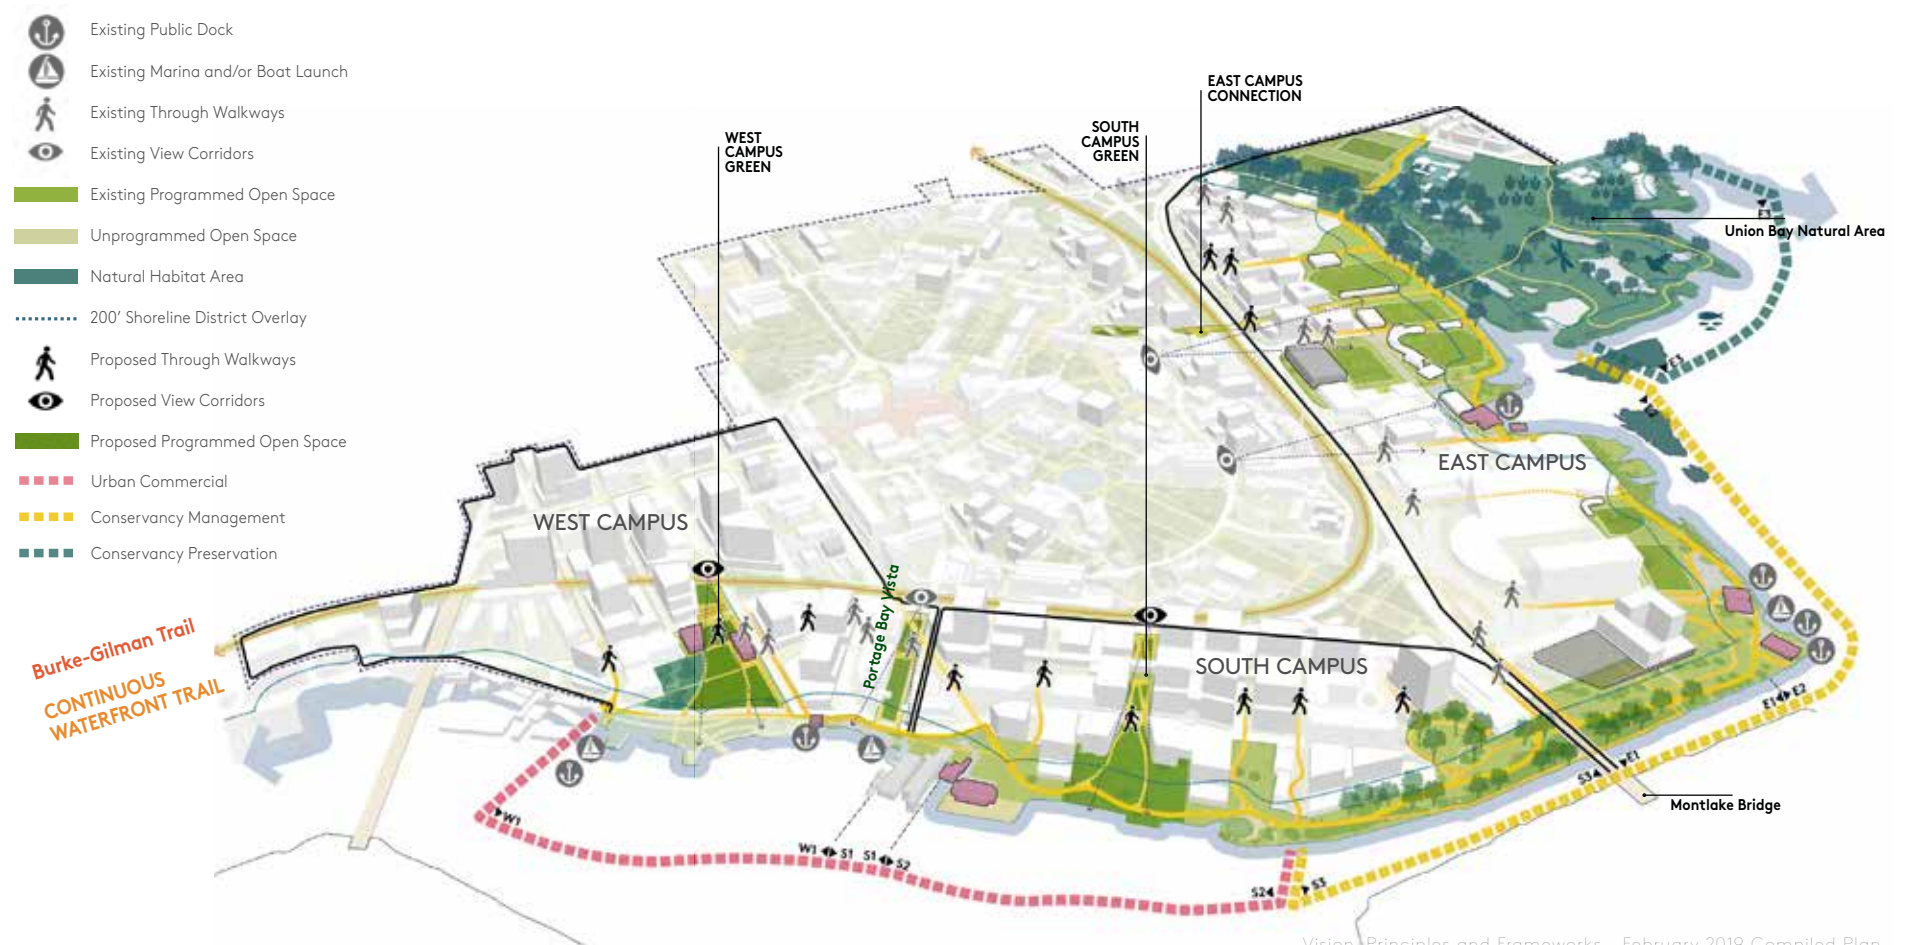 Existing Public Dock
Existing Marina and/or Boat Launch
Existing Through Walkways
Existing View Corridors
Existing Programmed Open Space
Unprogrammed Open Space
Natural Habitat Area
200' Shoreline District Overlay
Proposed Through Walkways
Proposed View Corridors
Proposed Programmed Open Space
Urban Commercial
Conservancy Management
Conservancy Preservation
EAST CAMPUS
CONNECTION
SOUTH
CAMPUS
GREEN
WEST
CAMPUS
GREEN
Union Bay Natural Area
E3
EAST CAMPUS
WEST CAMPUS
Portage Bay Vista
SOUTH CAMPUS
Burke-Gilman Trail
CONTINUOUS
WATERFRONT TRAIL
E1 E2
S3 E1
Montlake Bridge
W1
W1 S1 S1 S2
S2 S3
Vision, Principles and Frameworks February 2019 Compiled Plan